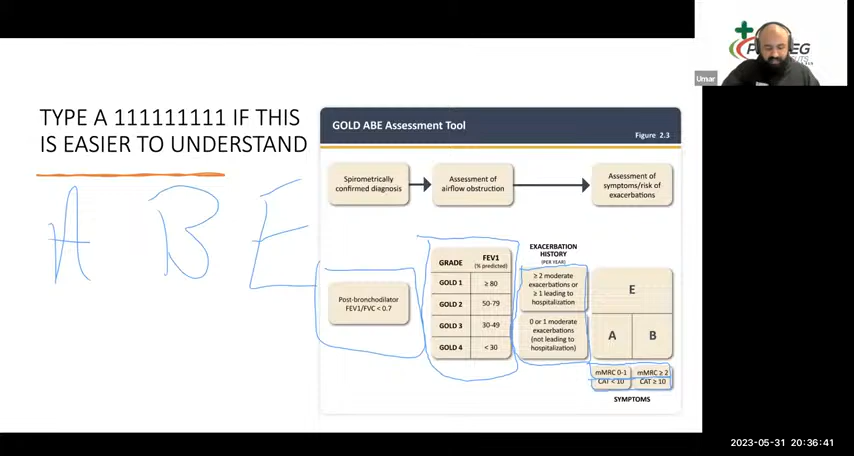 TYPE A 111111111 IF THIS
IS EASIER TO UNDERSTAND
A B E
GOLD ABE Assessment Tool
Figure 2.3
Spirometrically
confirmed diagnosis
Assessment of
airflow obstruction
Assessment of
symptoms/risk of
exacerbations
Post-bronchodilator
FEV1/FVC < 0.7
GRADE FEV1
(% predicted)
GOLD 1 ≥ 80
GOLD 2 50-79
GOLD 3 30-49
GOLD 4 < 30
EXACERBATION
HISTORY
(PER YEAR)
≥ 2 moderate
exacerbations or
≥ 1 leading to
hospitalization
0 or 1 moderate
exacerbations
(not leading to
hospitalization)
E
A B
mMRC 0-1 mMRC ≥ 2
CAT < 10 CAT ≥ 10
SYMPTOMS
Umar
2023-05-31 20:36:41